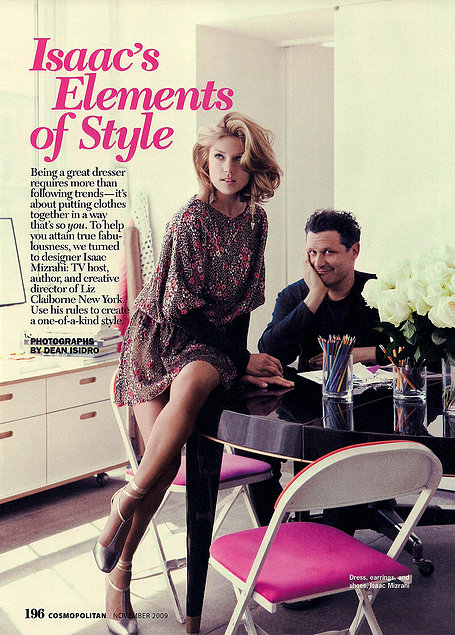 Isaac's
Elements
of Style
Being a great dresser
requires more than
following trends—it's
about putting clothes
together in a way
that's so you. To help
you attain true fabu-
lousness, we turned
to designer Isaac
Mizrahi: TV host,
author, and creative
director of Liz
Claiborne New York.
Use his rules to create
a one-of-a-kind style.
PHOTOGRAPHS
BY DEAN ISIDRO
Dress, earrings, and
shoes, Isaac Mizrahi
196 COSMOPOLITAN NOVEMBER 2009